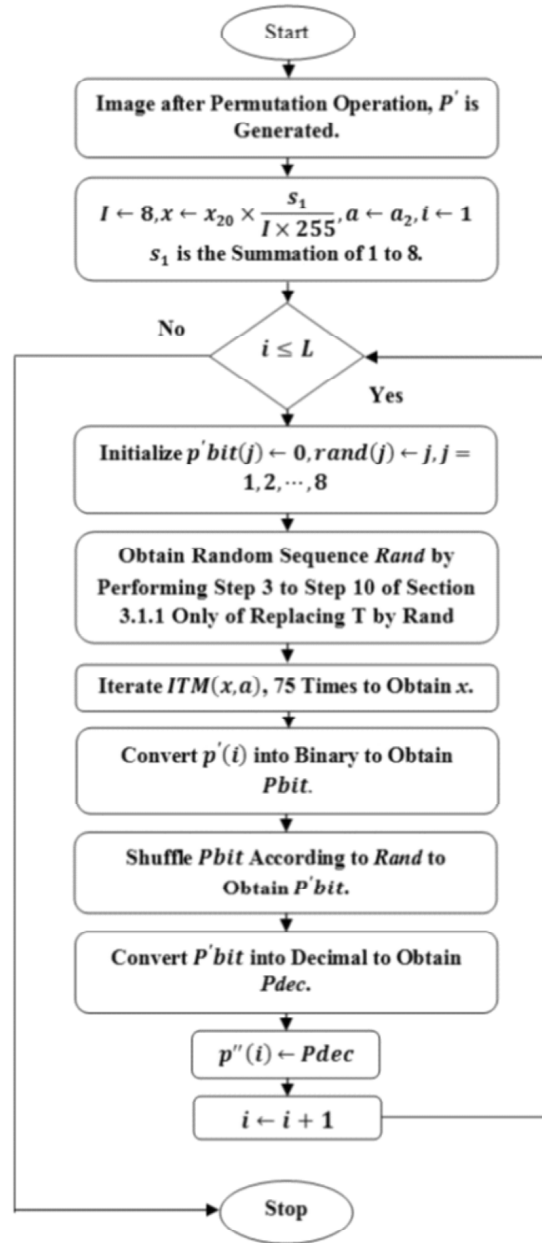 Start
Image after Permutation Operation, P' is
Generated.
I ← 8, x ← x₂₀ × s₁/(I × 255), a ← a₂, i ← 1
s₁ is the Summation of 1 to 8.
No
i ≤ L
Yes
Initialize p'bit(j) ← 0, rand(j) ← j, j =
1, 2, ⋯, 8
Obtain Random Sequence Rand by
Performing Step 3 to Step 10 of Section
3.1.1 Only of Replacing T by Rand
Iterate ITM(x, a), 75 Times to Obtain x.
Convert p'(i) into Binary to Obtain
Pbit.
Shuffle Pbit According to Rand to
Obtain P'bit.
Convert P'bit into Decimal to Obtain
Pdec.
p''(i) ← Pdec
i ← i + 1
Stop